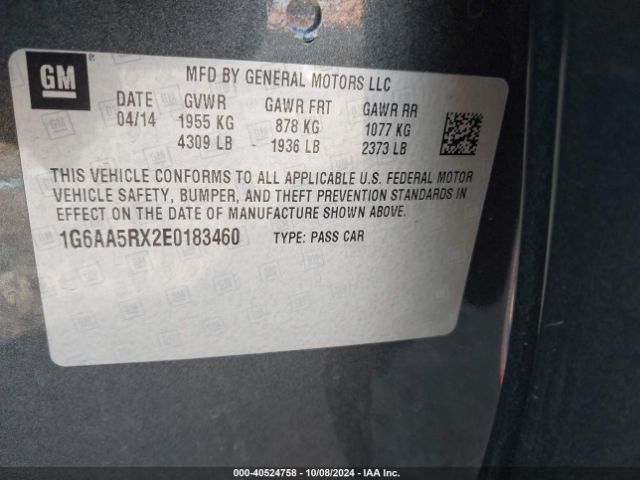 GM
MFD BY GENERAL MOTORS LLC
DATE GVWR GAWR FRT GAWR RR
04/14 1955 KG 878 KG 1077 KG
4309 LB 1936 LB 2373 LB
THIS VEHICLE CONFORMS TO ALL APPLICABLE U.S. FEDERAL MOTOR
VEHICLE SAFETY, BUMPER, AND THEFT PREVENTION STANDARDS IN
EFFECT ON THE DATE OF MANUFACTURE SHOWN ABOVE.
1G6AA5RX2E0183460 TYPE: PASS CAR
000-40524758 - 10/08/2024 - IAA Inc.